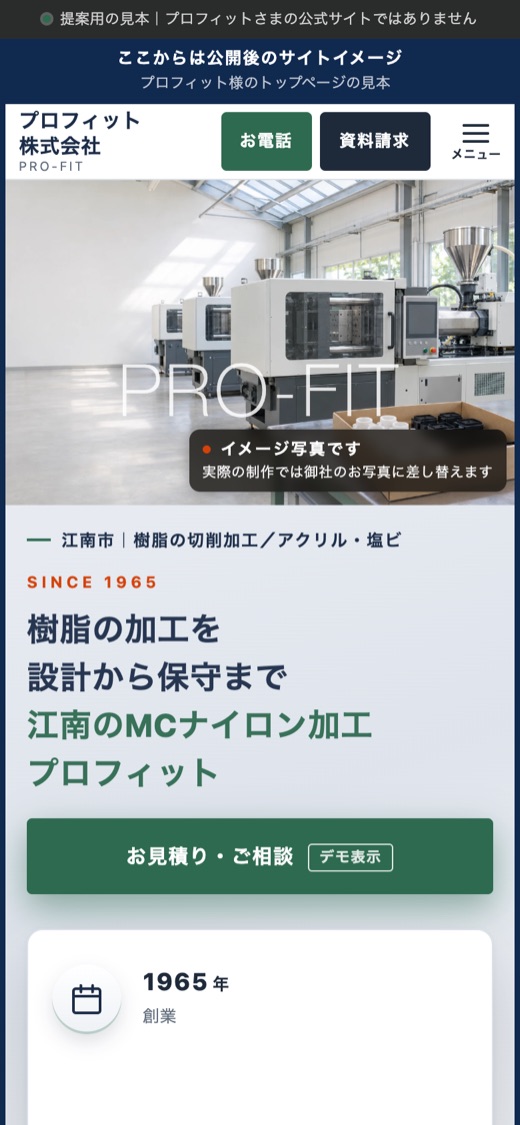 提案用の見本｜プロフィットさまの公式サイトではありません
ここからは公開後のサイトイメージ
プロフィット様のトップページの見本
プロフィット
株式会社
PRO-FIT
お電話
資料請求
メニュー
PRO-FIT
イメージ写真です
実際の制作では御社のお写真に差し替えます
江南市｜樹脂の切削加工／アクリル・塩ビ
SINCE 1965
樹脂の加工を
設計から保守まで
江南のMCナイロン加工
プロフィット
お見積り・ご相談 デモ表示
1965年
創業